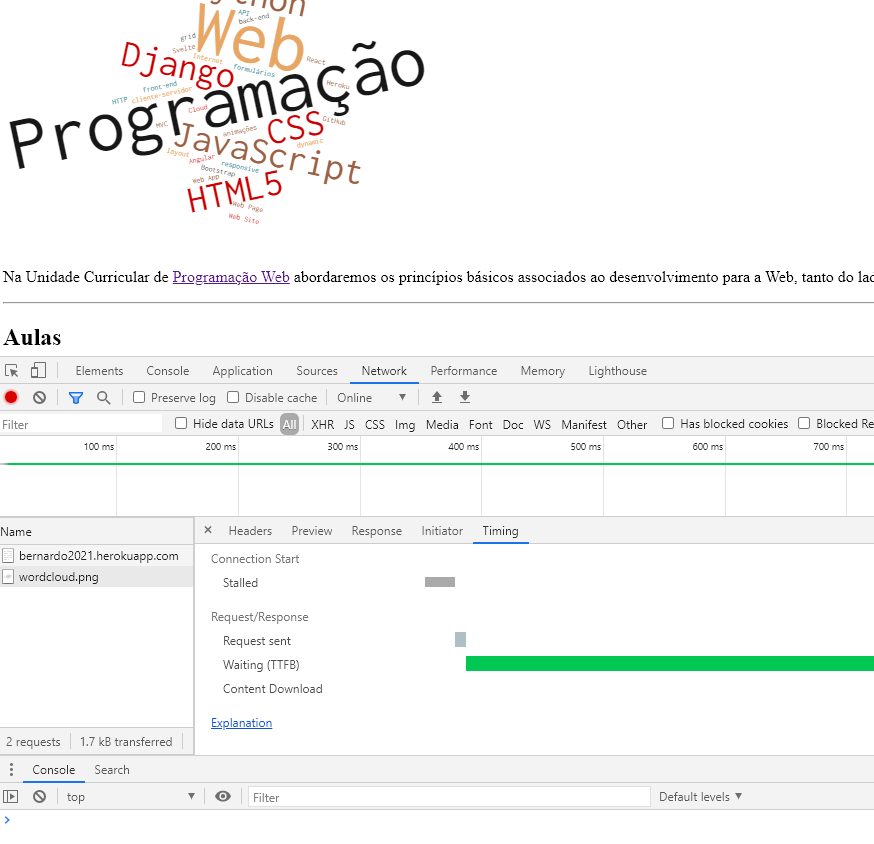 API
back-end
grid
Web
Svelte
Django
Internet
React
formulários
Programação
front-end
Heroku
cliente-servidor
HTTP
Cloud
MVC
CSS
GitHub
animações
JavaScript
dynamic
layout
Angular
responsive
Bootstrap
Web App
HTML5
Web Page
Web Site
Na Unidade Curricular de Programação Web abordaremos os princípios básicos associados ao desenvolvimento para a Web, tanto do lad
Aulas
Elements Console Application Sources Network Performance Memory Lighthouse
Preserve log Disable cache Online
Filter Hide data URLs All XHR JS CSS Img Media Font Doc WS Manifest Other Has blocked cookies Blocked Re
100 ms 200 ms 300 ms 400 ms 500 ms 600 ms 700 ms
Name × Headers Preview Response Initiator Timing
bernardo2021.herokuapp.com
wordcloud.png
Connection Start
Stalled
Request/Response
Request sent
Waiting (TTFB)
Content Download
Explanation
2 requests 1.7 kB transferred
Console Search
top Filter Default levels